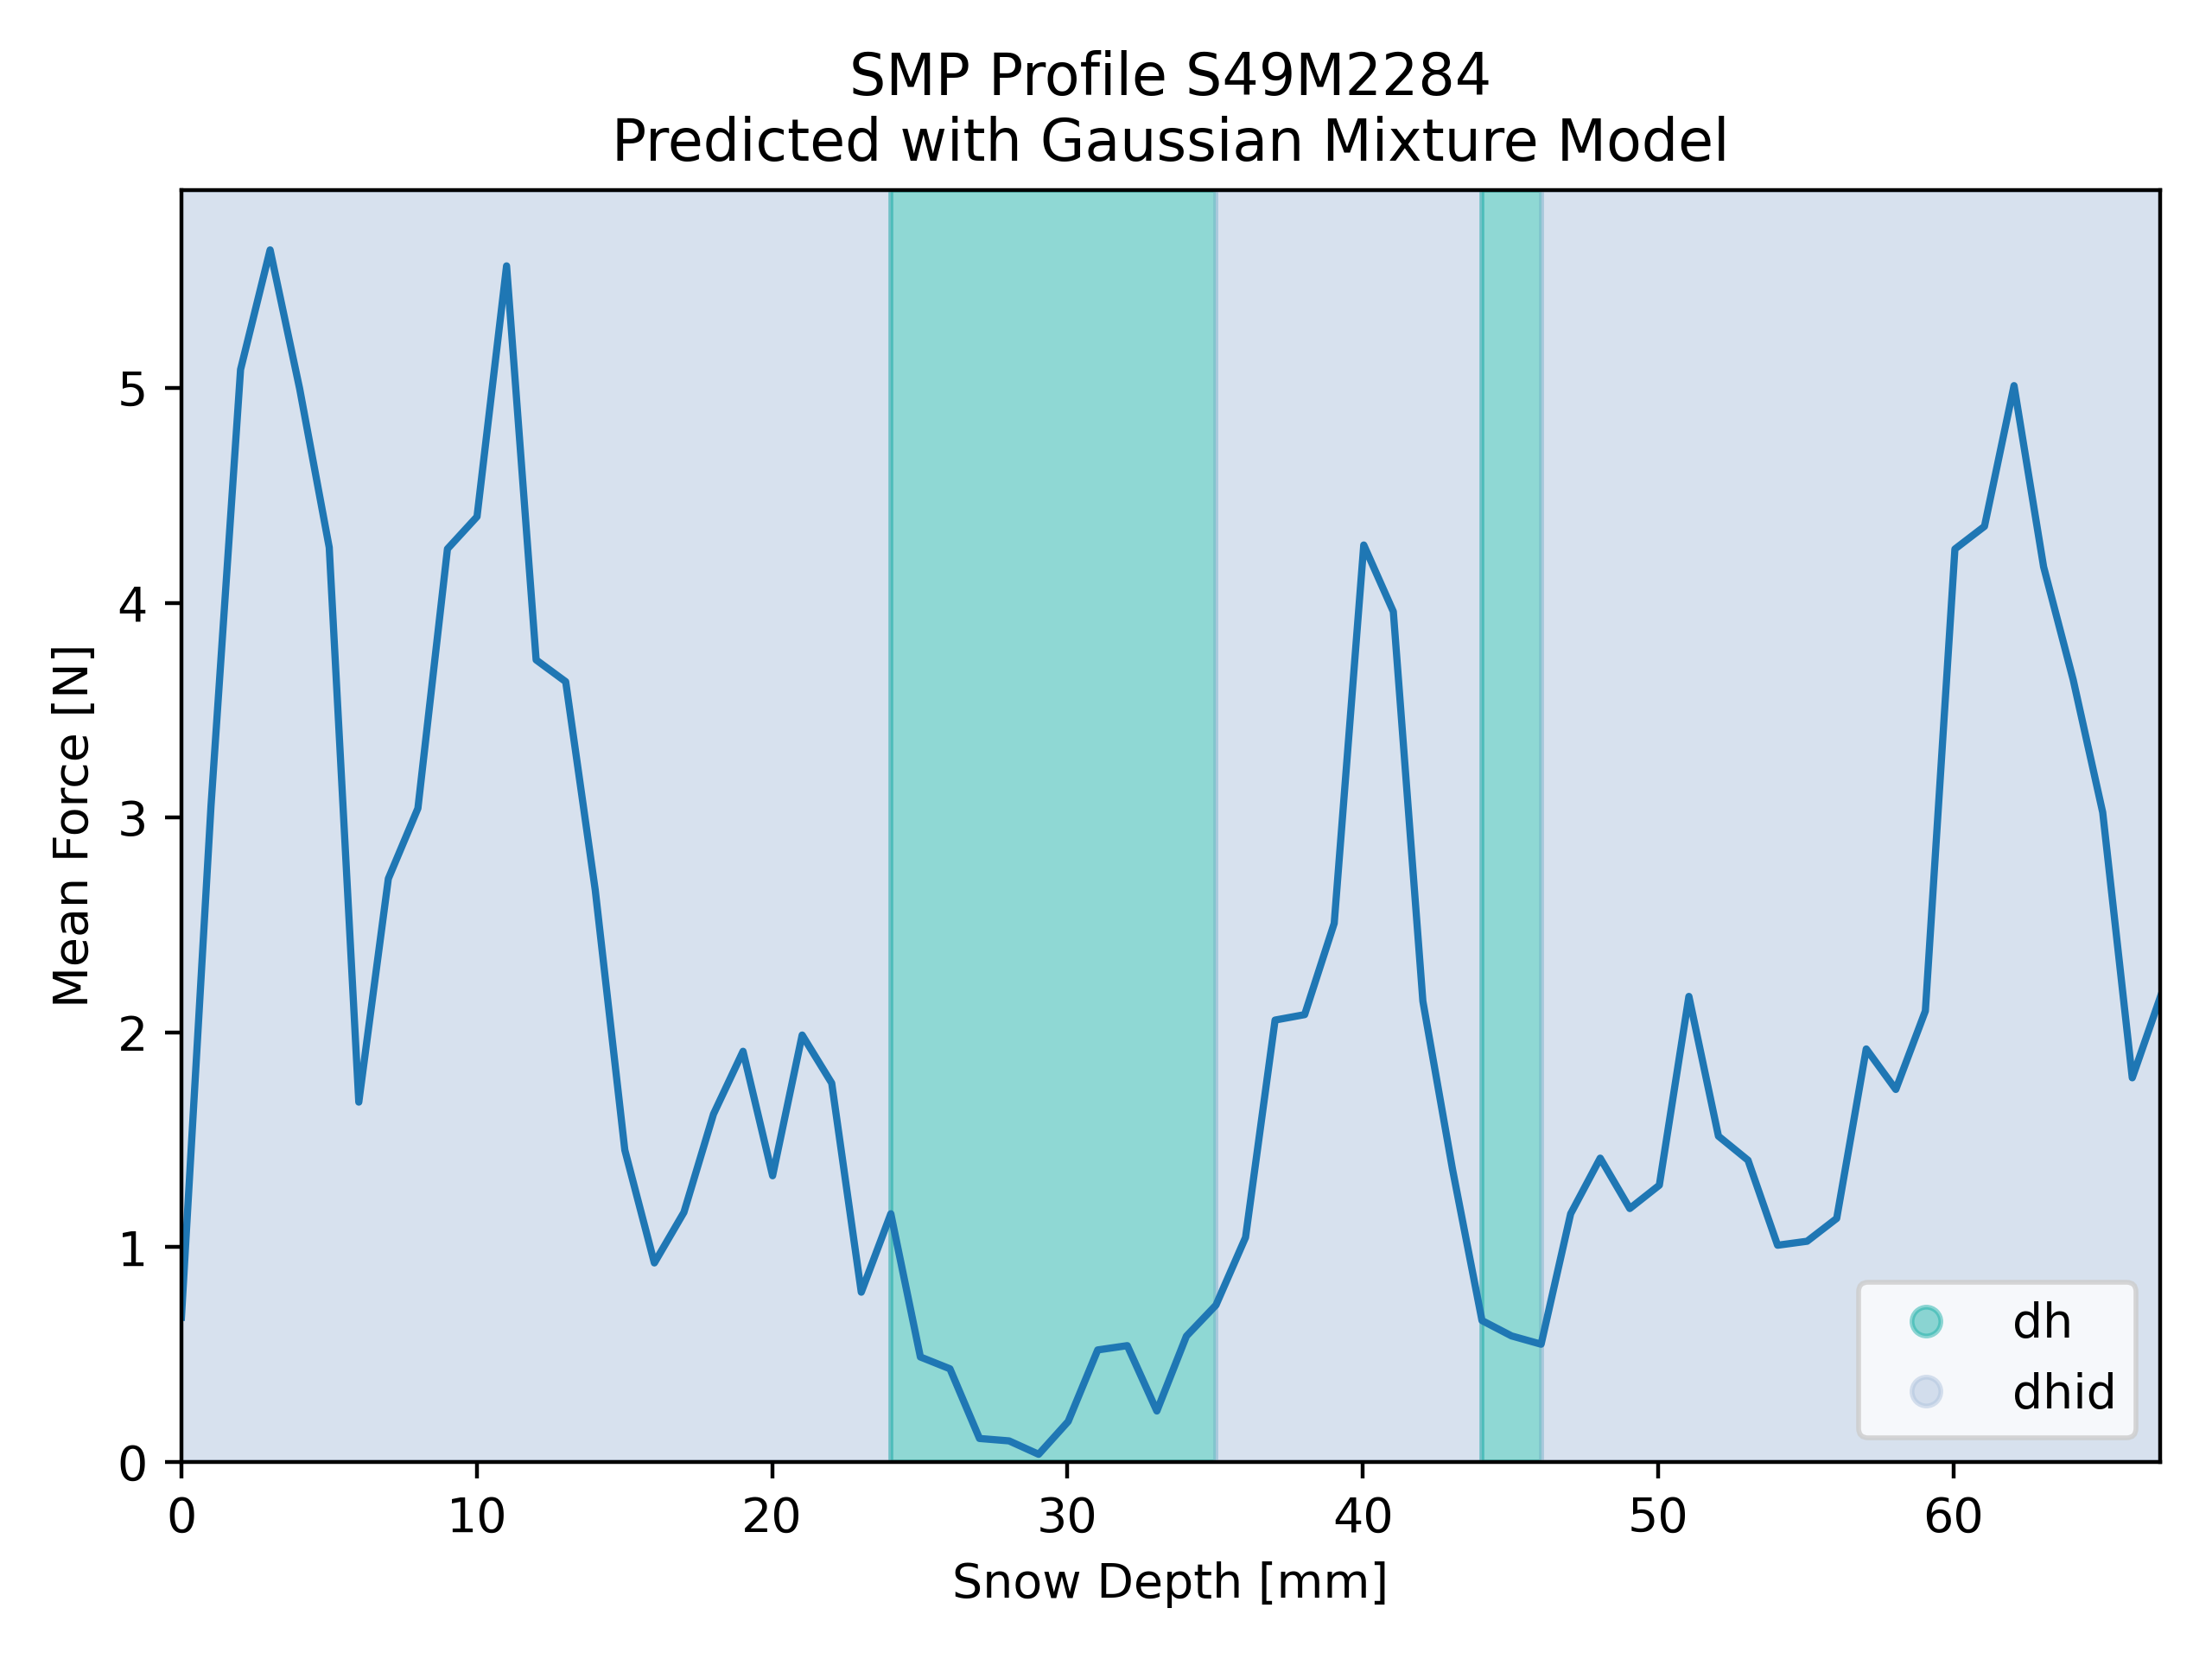 SMP Profile S49M2284
Predicted with Gaussian Mixture Model
Mean Force [N]
5
4
3
2
1
0
0 10 20 30 40 50 60
Snow Depth [mm]
dh
dhid